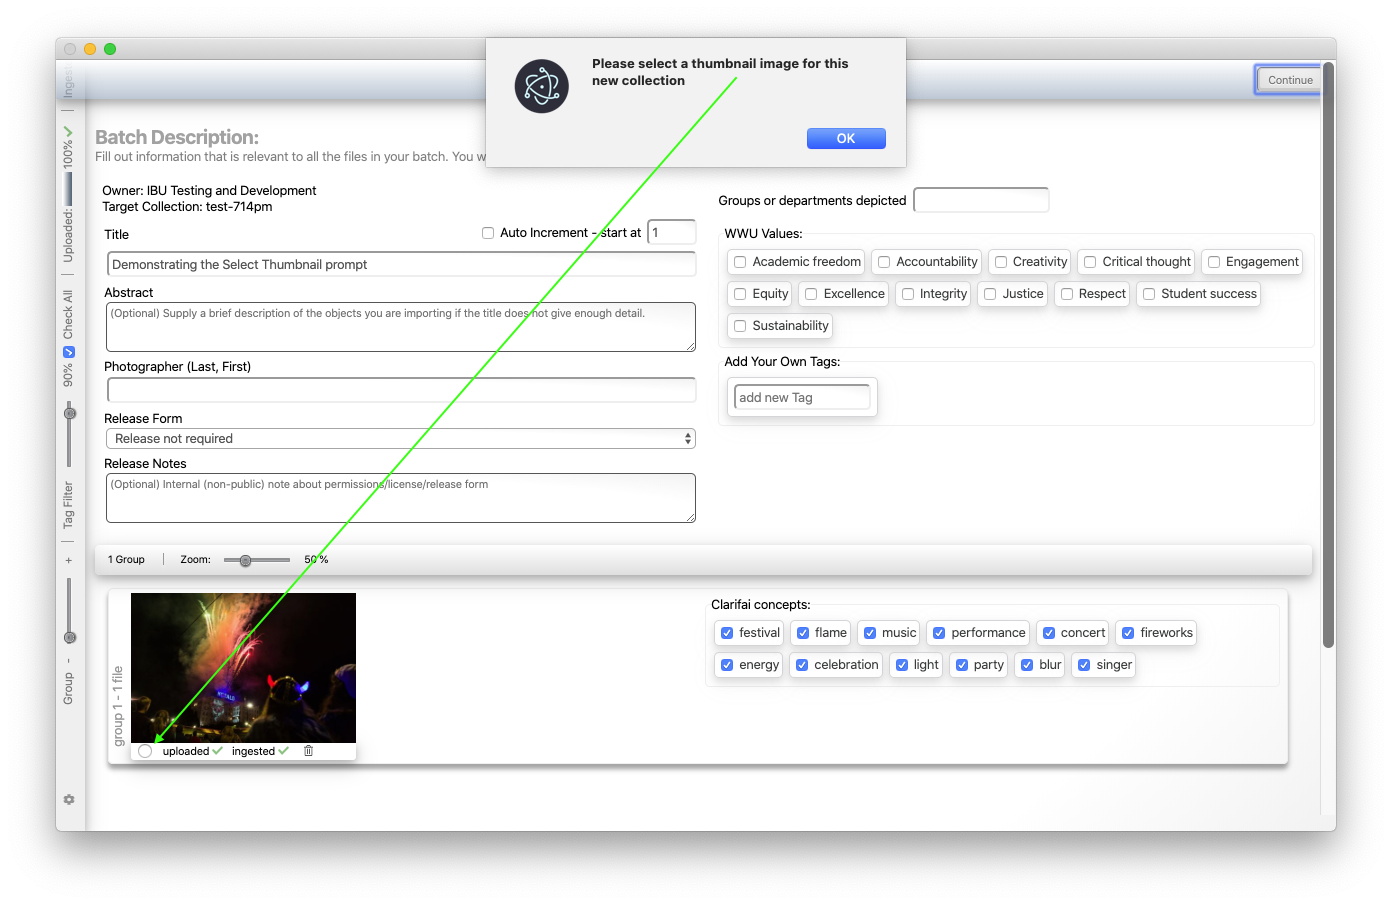 Please select a thumbnail image for this
new collection
OK
Continue
Ingest
100%
Uploaded:
Check All
90%
Tag Filter
+
-
Group
Batch Description:
Fill out information that is relevant to all the files in your batch. You w
Owner: IBU Testing and Development
Target Collection: test-714pm
Title
Auto Increment - start at 1
Demonstrating the Select Thumbnail prompt
Abstract
(Optional) Supply a brief description of the objects you are importing if the title does not give enough detail.
Photographer (Last, First)
Release Form
Release not required
Release Notes
(Optional) Internal (non-public) note about permissions/license/release form
Groups or departments depicted
WWU Values:
Academic freedom Accountability Creativity Critical thought Engagement
Equity Excellence Integrity Justice Respect Student success
Sustainability
Add Your Own Tags:
add new Tag
1 Group Zoom: 50%
group 1 - 1 file
uploaded ingested
Clarifai concepts:
festival flame music performance concert fireworks
energy celebration light party blur singer